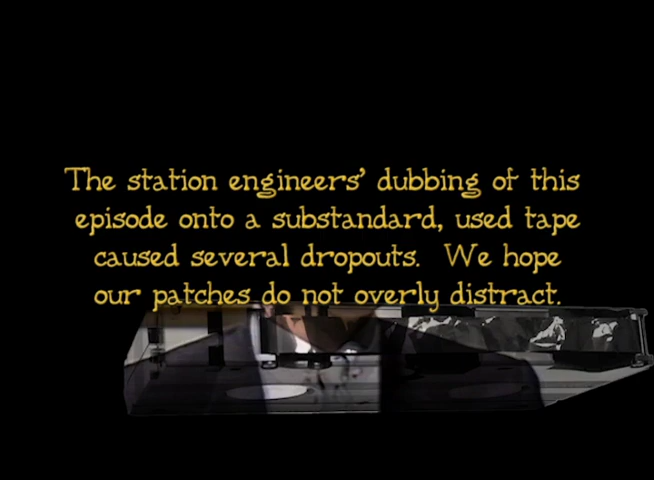 The station engineers' dubbing of this
episode onto a substandard, used tape
caused several dropouts. We hope
our patches do not overly distract.